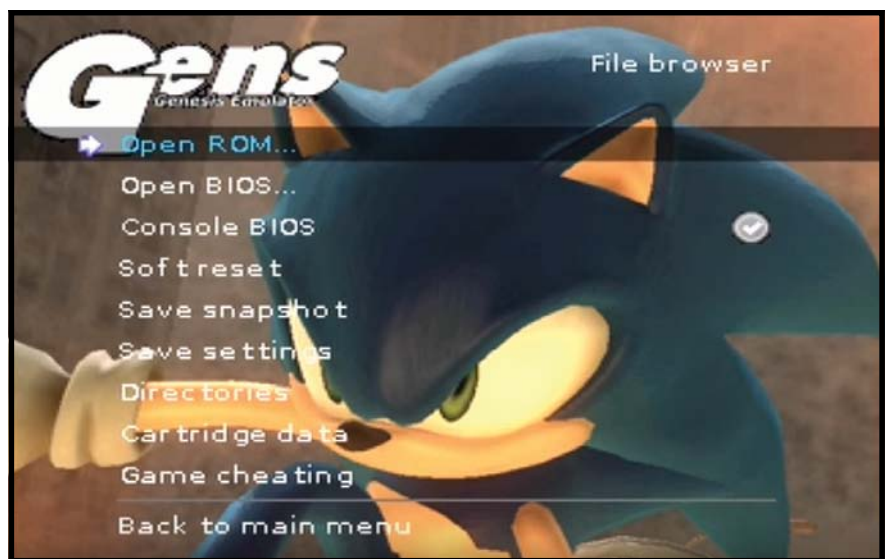 Gens
Genesis Emulator
File browser
Open ROM...
Open BIOS...
Console BIOS
Soft reset
Save snapshot
Save settings
Directories
Cartridge data
Game cheating
Back to main menu